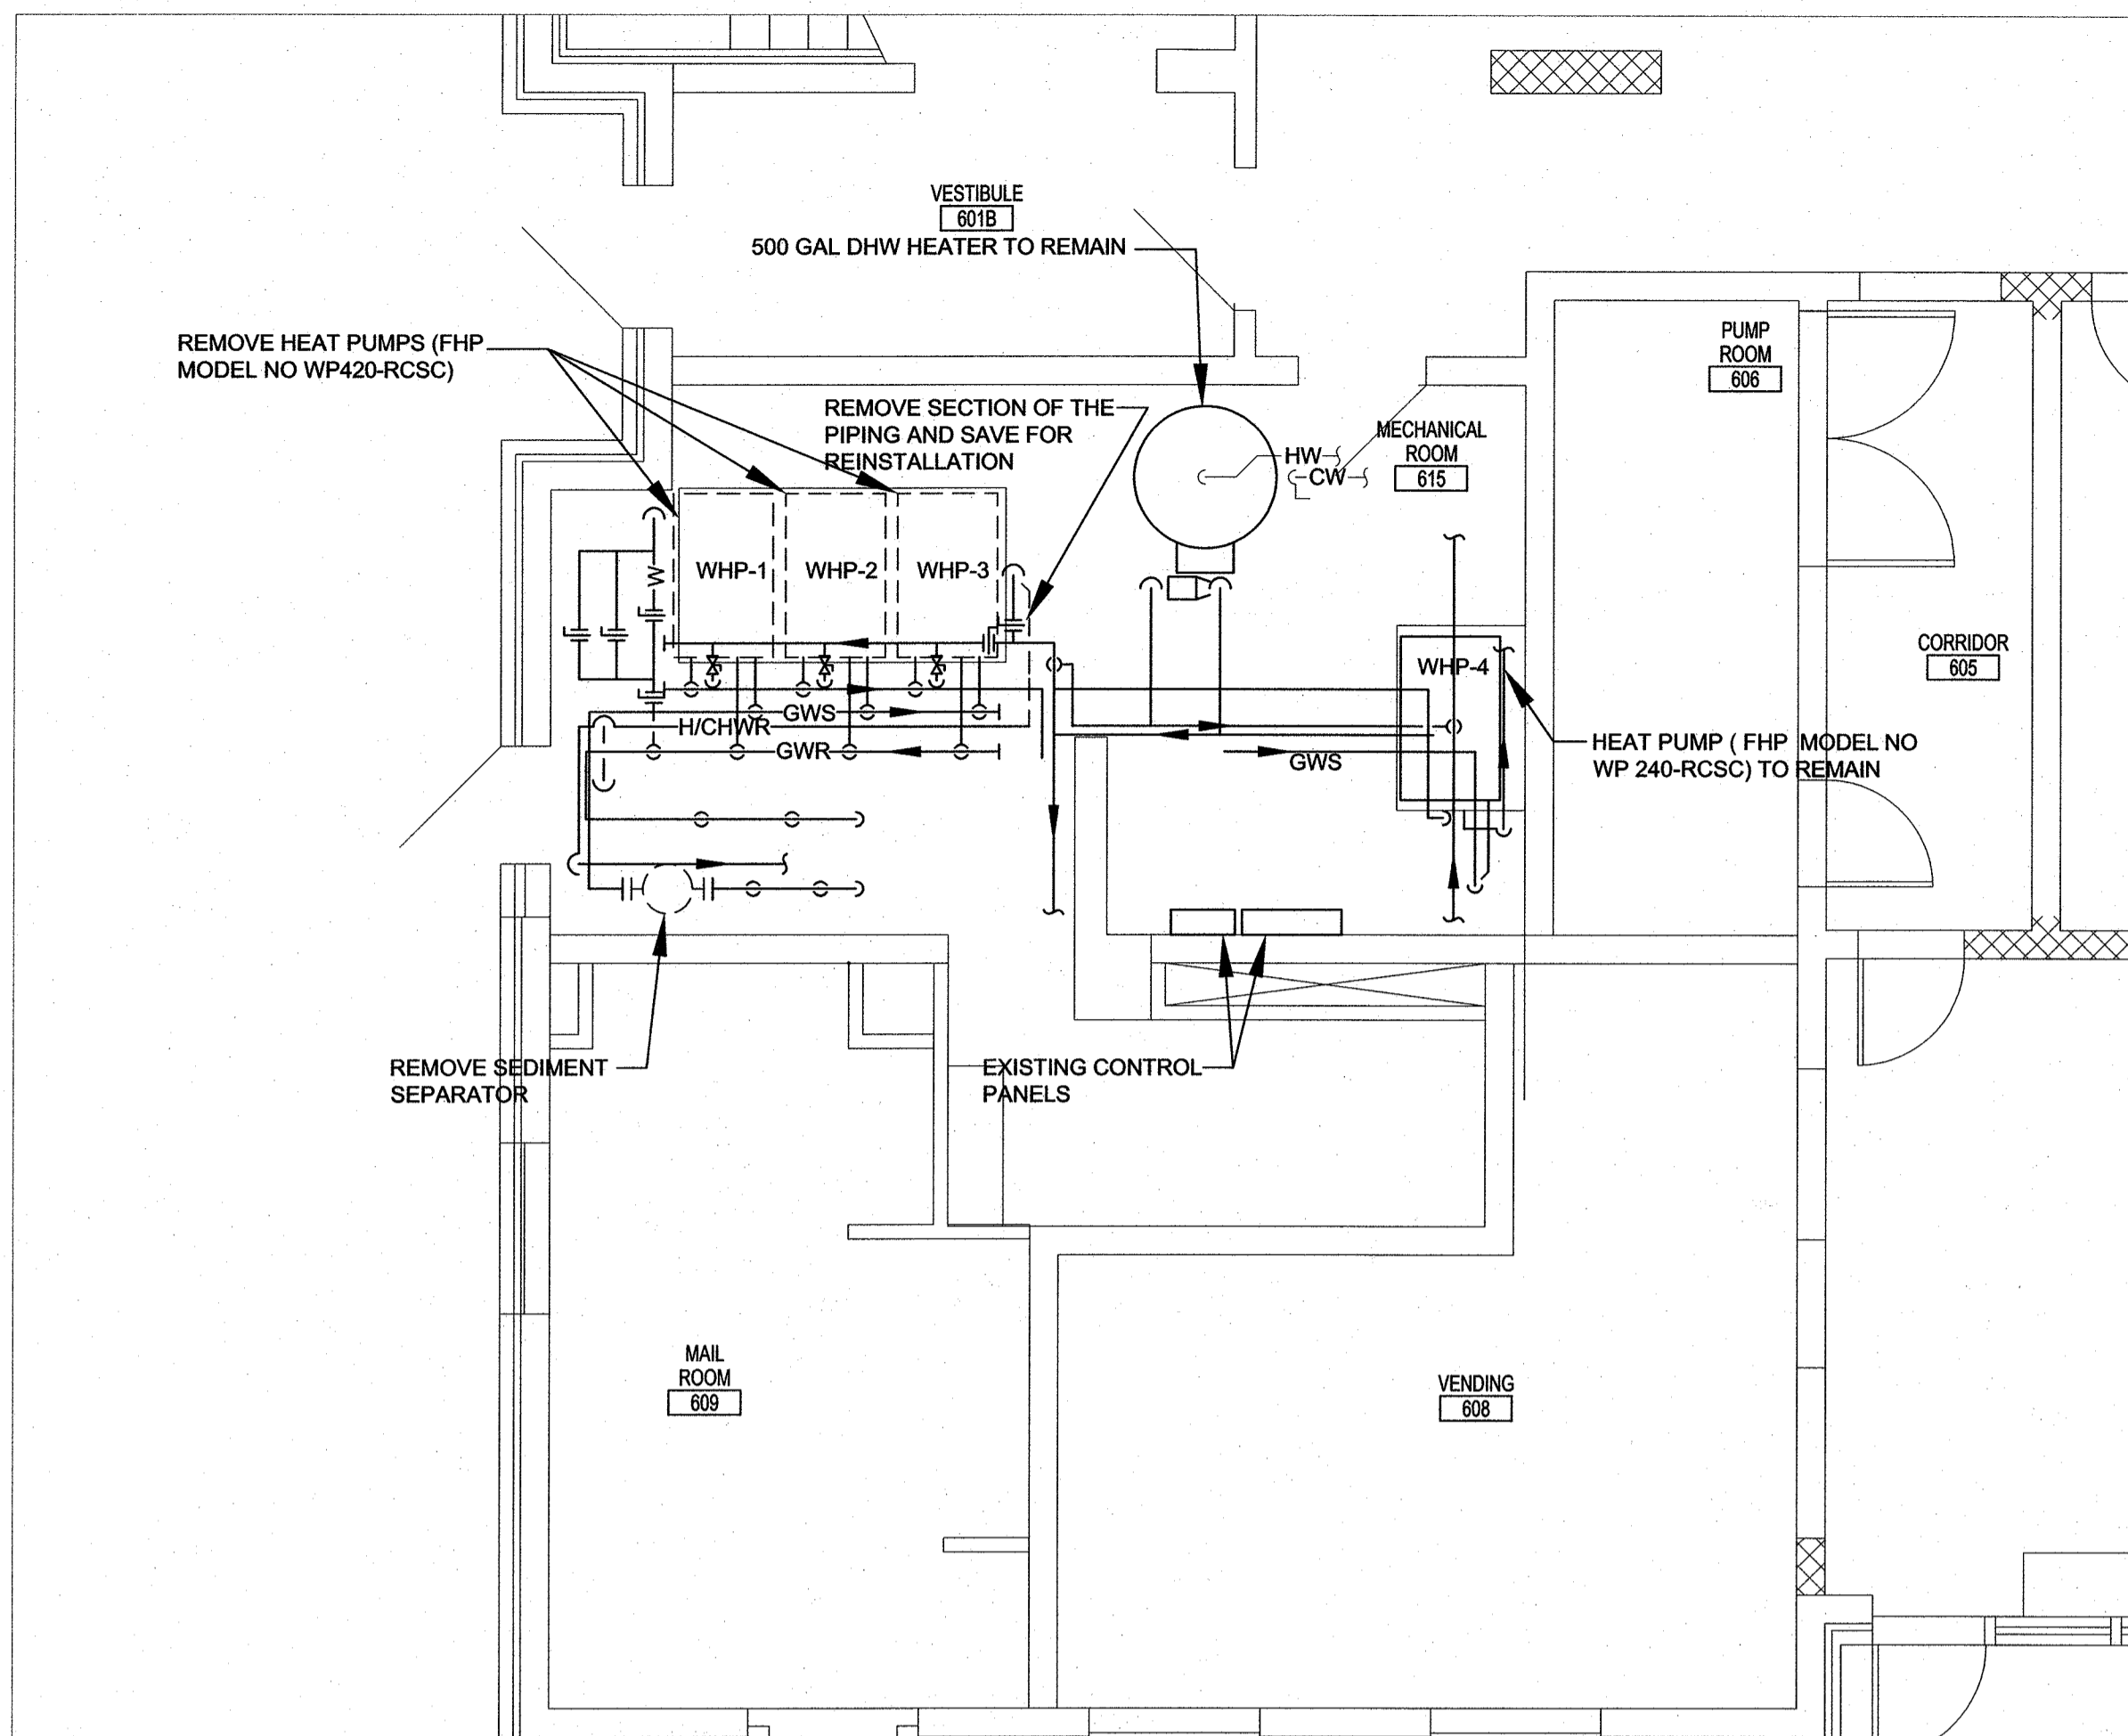 VESTIBULE
601B
500 GAL DHW HEATER TO REMAIN
REMOVE HEAT PUMPS (FHP
MODEL NO WP420-RCSC)
PUMP
ROOM
606
REMOVE SECTION OF THE
PIPING AND SAVE FOR
REINSTALLATION
MECHANICAL
ROOM
615
HW
CW
W
WHP-1
WHP-2
WHP-3
WHP-4
CORRIDOR
605
GWS
H/CHWR
GWR
GWS
HEAT PUMP ( FHP MODEL NO
WP 240-RCSC) TO REMAIN
REMOVE SEDIMENT
SEPARATOR
EXISTING CONTROL
PANELS
MAIL
ROOM
609
VENDING
608